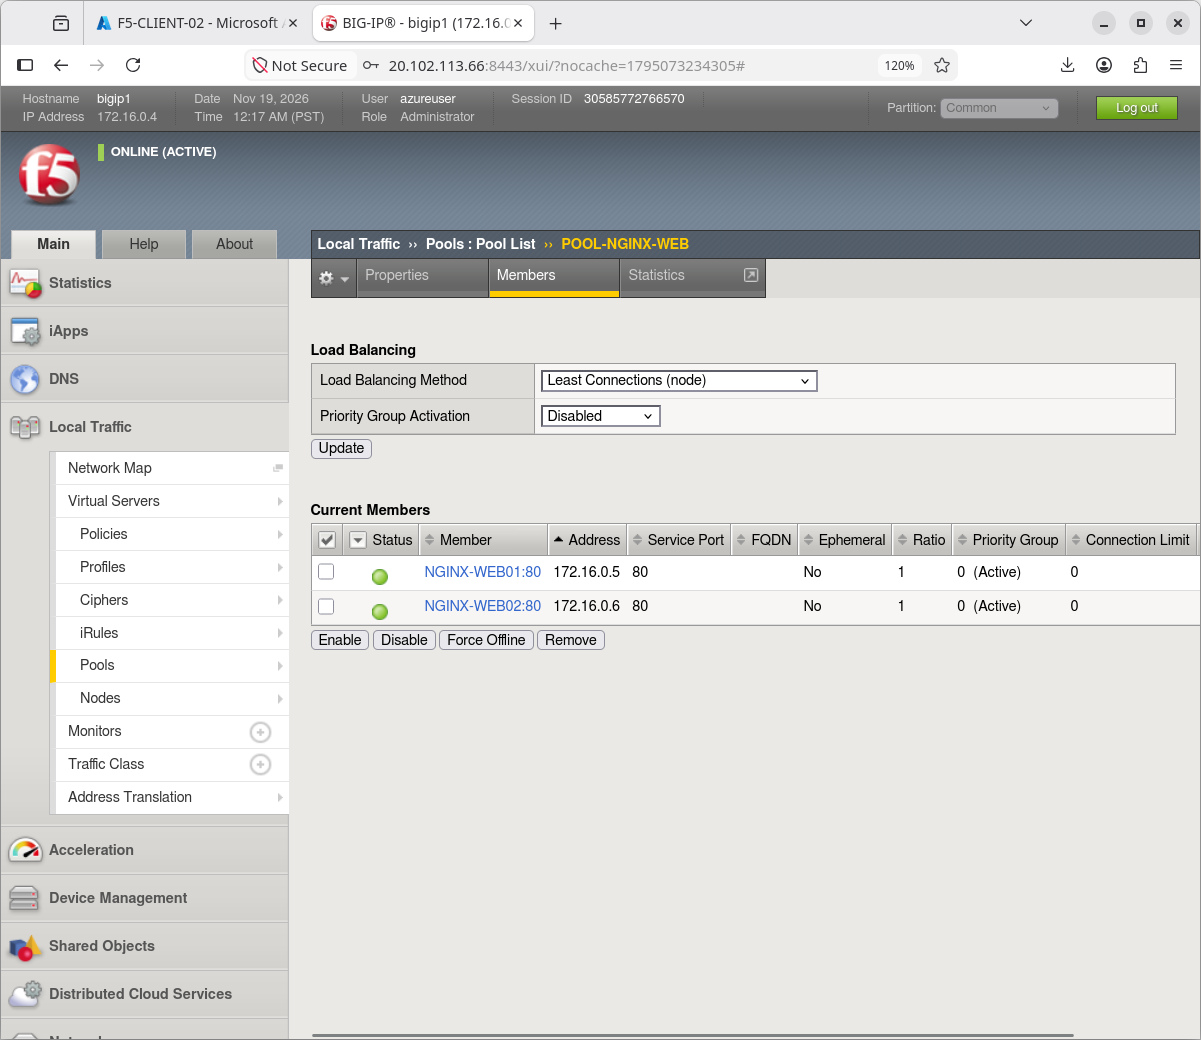 F5-CLIENT-02 - Microsoft A
BIG-IP® - bigip1 (172.16.0
Not Secure
20.102.113.66:8443/xui/?nocache=1795073234305#
120%
Hostname bigip1
IP Address 172.16.0.4
Date Nov 19, 2026
Time 12:17 AM (PST)
User azureuser
Role Administrator
Session ID 30585772766570
Partition: Common
Log out
f5
ONLINE (ACTIVE)
Main Help About
Statistics
iApps
DNS
Local Traffic
Network Map
Virtual Servers
Policies
Profiles
Ciphers
iRules
Pools
Nodes
Monitors
Traffic Class
Address Translation
Acceleration
Device Management
Shared Objects
Distributed Cloud Services
Local Traffic ›› Pools : Pool List ›› POOL-NGINX-WEB
Properties Members Statistics
Load Balancing
Load Balancing Method Least Connections (node)
Priority Group Activation Disabled
Update
Current Members
Status Member Address Service Port FQDN Ephemeral Ratio Priority Group Connection Limit
NGINX-WEB01:80 172.16.0.5 80 No 1 0 (Active) 0
NGINX-WEB02:80 172.16.0.6 80 No 1 0 (Active) 0
Enable Disable Force Offline Remove